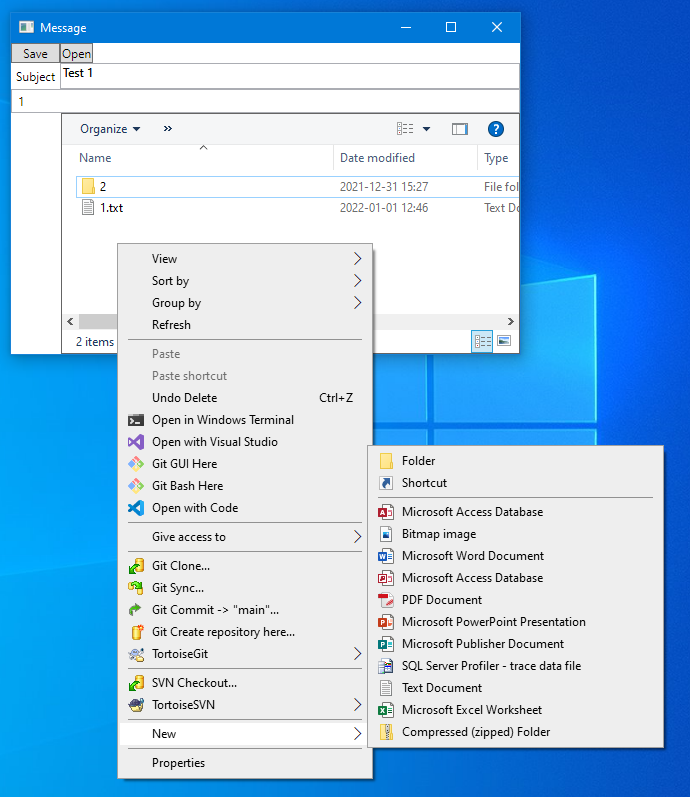 Message
Save Open
Subject Test 1
1
Organize »
Name Date modified Type
2 2021-12-31 15:27 File fol
1.txt 2022-01-01 12:46 Text Do
2 items
View
Sort by
Group by
Refresh
Paste
Paste shortcut
Undo Delete Ctrl+Z
Open in Windows Terminal
Open with Visual Studio
Git GUI Here
Git Bash Here
Open with Code
Give access to
Git Clone...
Git Sync...
Git Commit -> "main"...
Git Create repository here...
TortoiseGit
SVN Checkout...
TortoiseSVN
New
Properties
Folder
Shortcut
Microsoft Access Database
Bitmap image
Microsoft Word Document
Microsoft Access Database
PDF Document
Microsoft PowerPoint Presentation
Microsoft Publisher Document
SQL Server Profiler - trace data file
Text Document
Microsoft Excel Worksheet
Compressed (zipped) Folder